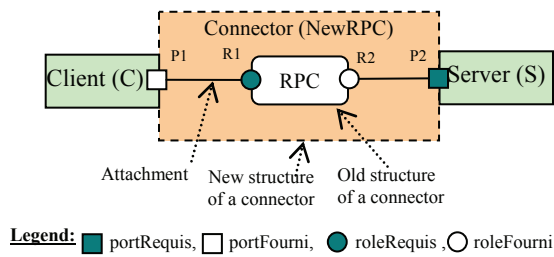 Connector (NewRPC)
P1 R1 R2 P2
Client (C) RPC Server (S)
Attachment New structure of a connector Old structure of a connector
Legend: portRequis, portFourni, roleRequis , roleFourni